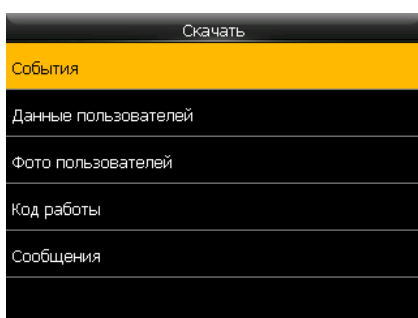 Скачать
События
Данные пользователей
Фото пользователей
Код работы
Сообщения